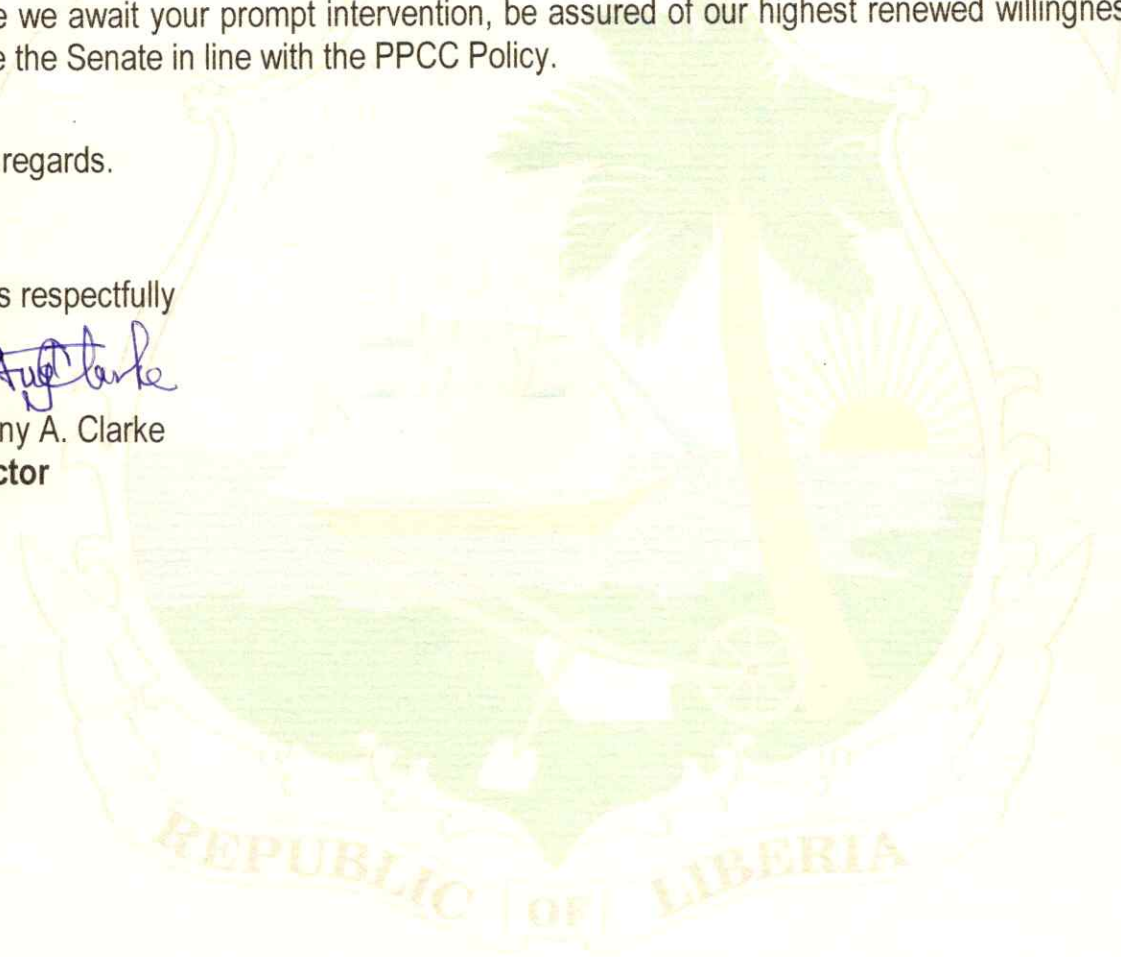 e we await your prompt intervention, be assured of our highest renewed willingnes
e the Senate in line with the PPCC Policy.
regards.
s respectfully
Clarke
ny A. Clarke
ctor
REPUBLIC OF LIBERIA